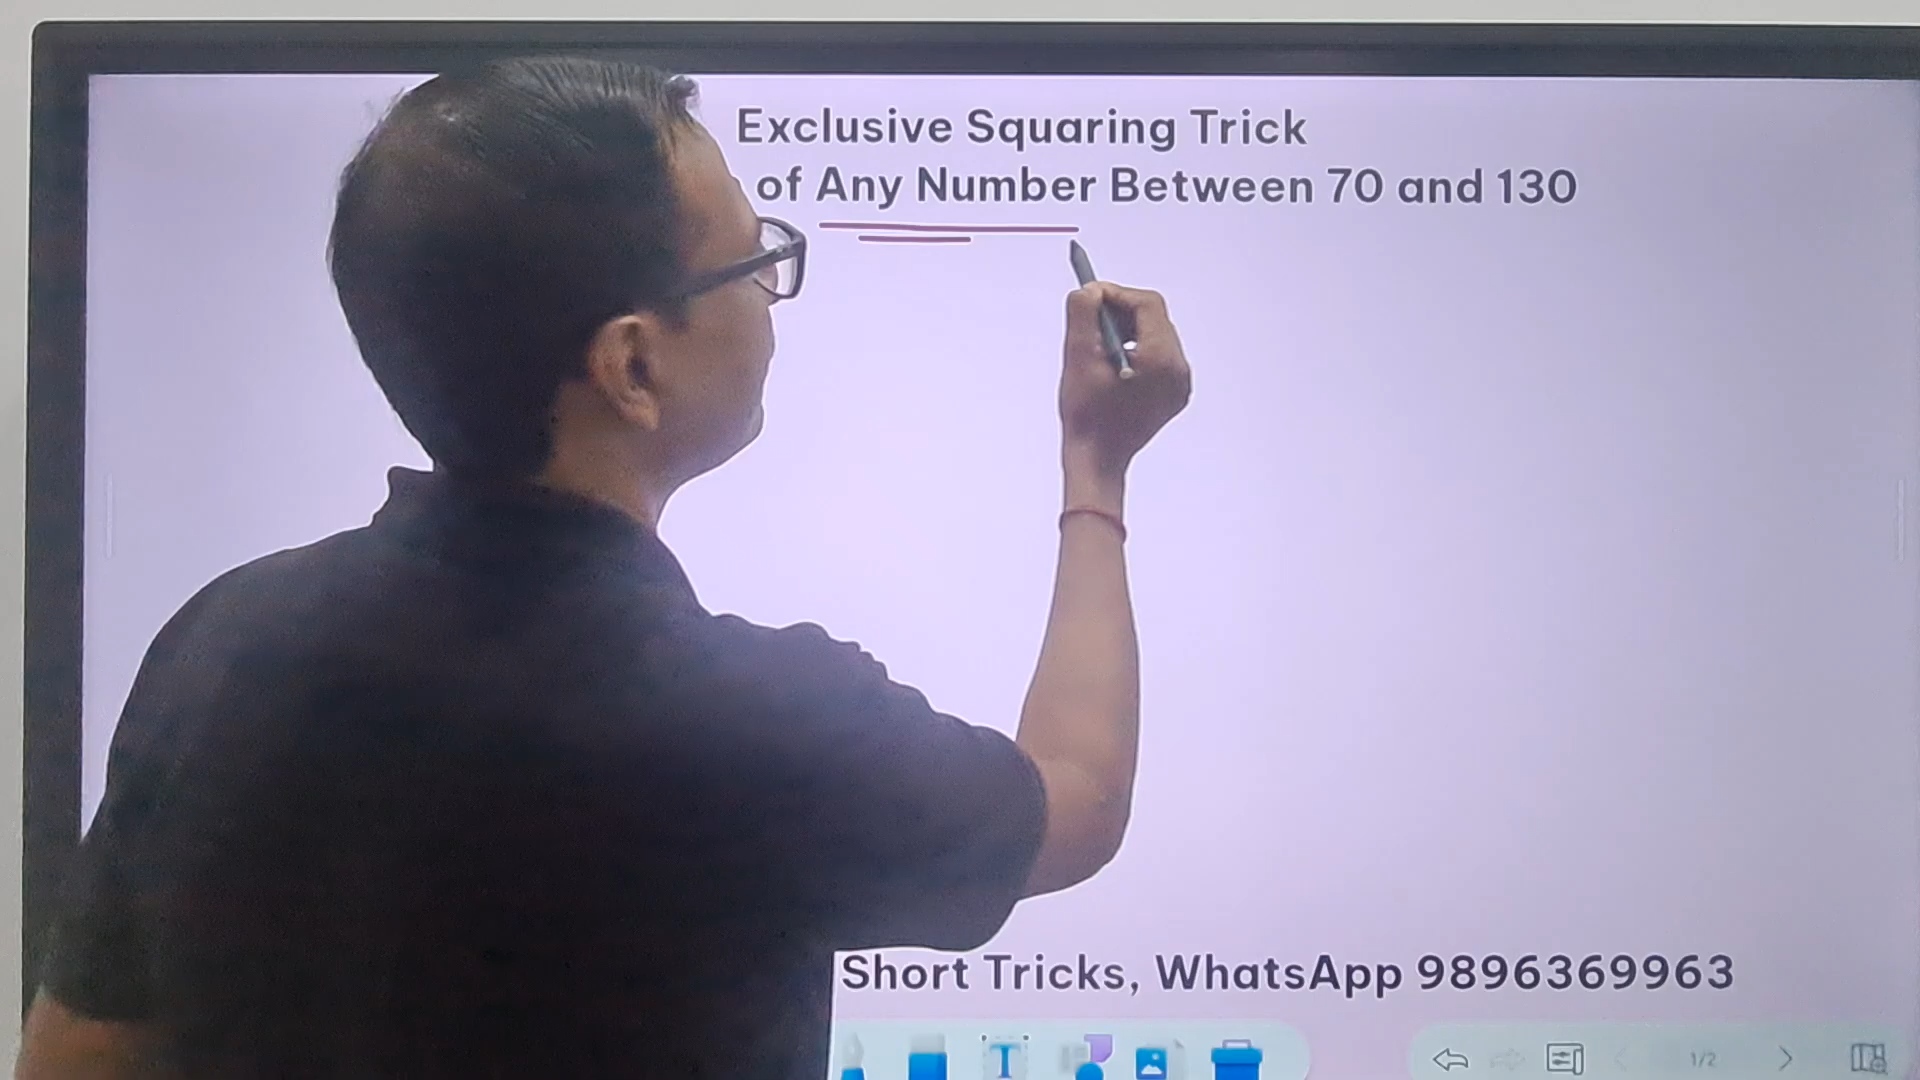 Exclusive Squaring Trick
of Any Number Between 70 and 130
Short Tricks, WhatsApp 9896369963
T
1/2